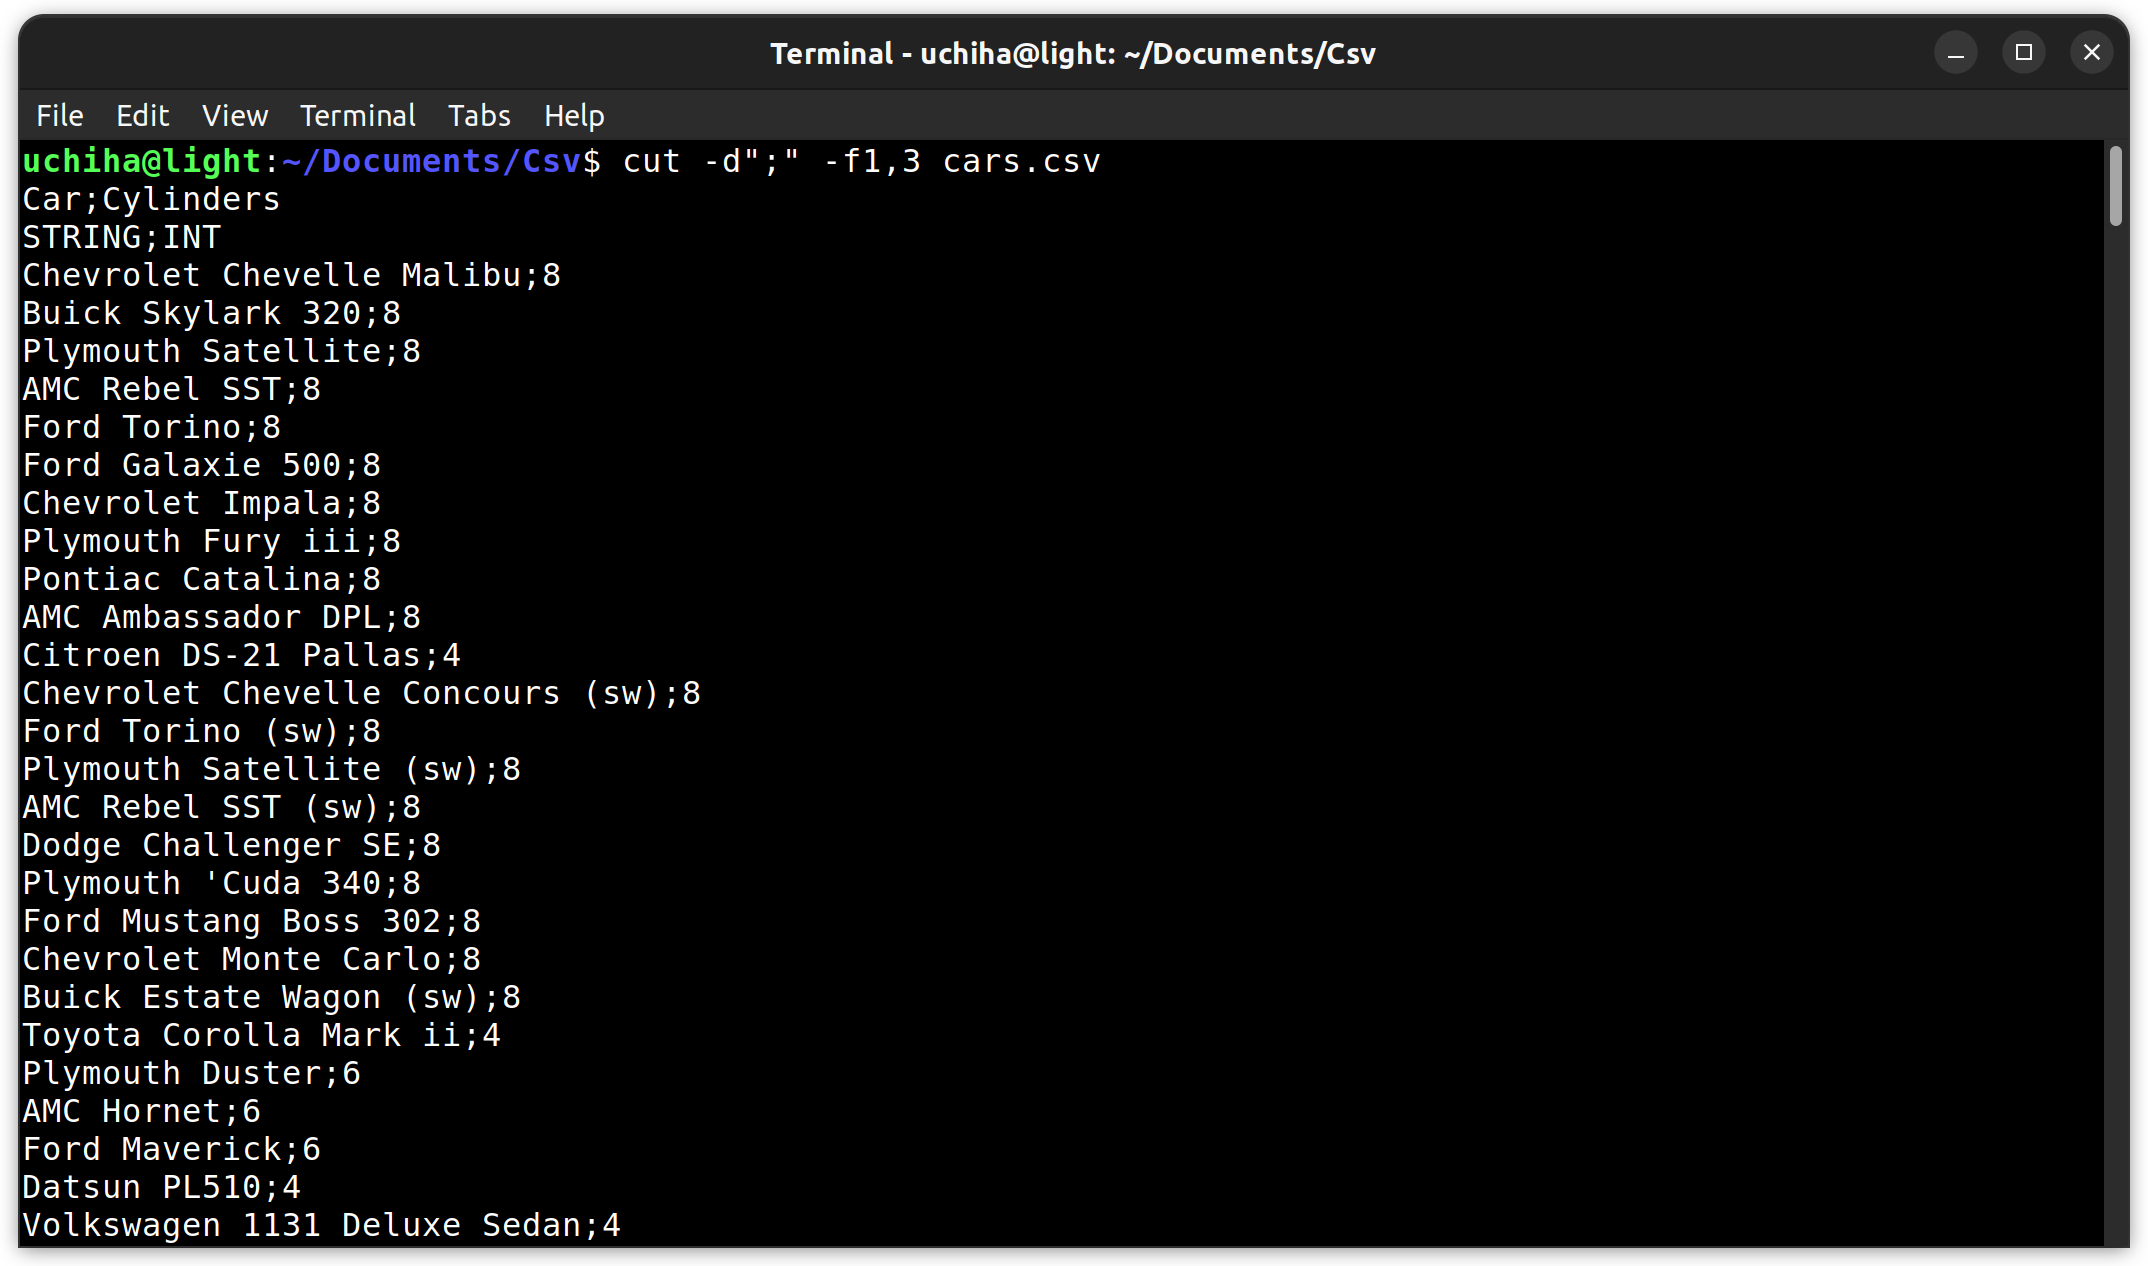 Terminal - uchiha@light: ~/Documents/Csv
File Edit View Terminal Tabs Help
uchiha@light:~/Documents/Csv$ cut -d";" -f1,3 cars.csv
Car;Cylinders
STRING;INT
Chevrolet Chevelle Malibu;8
Buick Skylark 320;8
Plymouth Satellite;8
AMC Rebel SST;8
Ford Torino;8
Ford Galaxie 500;8
Chevrolet Impala;8
Plymouth Fury iii;8
Pontiac Catalina;8
AMC Ambassador DPL;8
Citroen DS-21 Pallas;4
Chevrolet Chevelle Concours (sw);8
Ford Torino (sw);8
Plymouth Satellite (sw);8
AMC Rebel SST (sw);8
Dodge Challenger SE;8
Plymouth 'Cuda 340;8
Ford Mustang Boss 302;8
Chevrolet Monte Carlo;8
Buick Estate Wagon (sw);8
Toyota Corolla Mark ii;4
Plymouth Duster;6
AMC Hornet;6
Ford Maverick;6
Datsun PL510;4
Volkswagen 1131 Deluxe Sedan;4